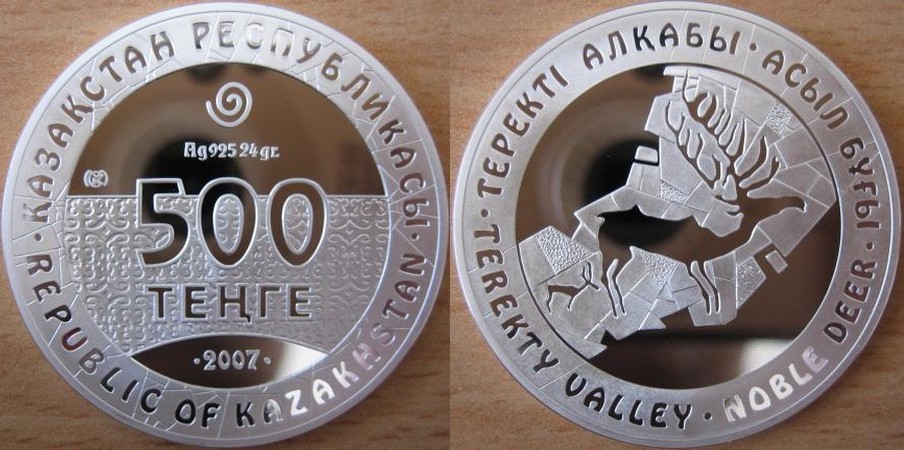 ҚАЗАҚСТАН РЕСПУБЛИКАСЫ
Ag 925 24 gr.
500
ТЕҢГЕ
·2007·
REPUBLIC OF KAZAKHSTAN
ТЕРЕКТІ АЛҚАБЫ · АСЫЛ БҰҒЫ
TEREKTY VALLEY · NOBLE DEER